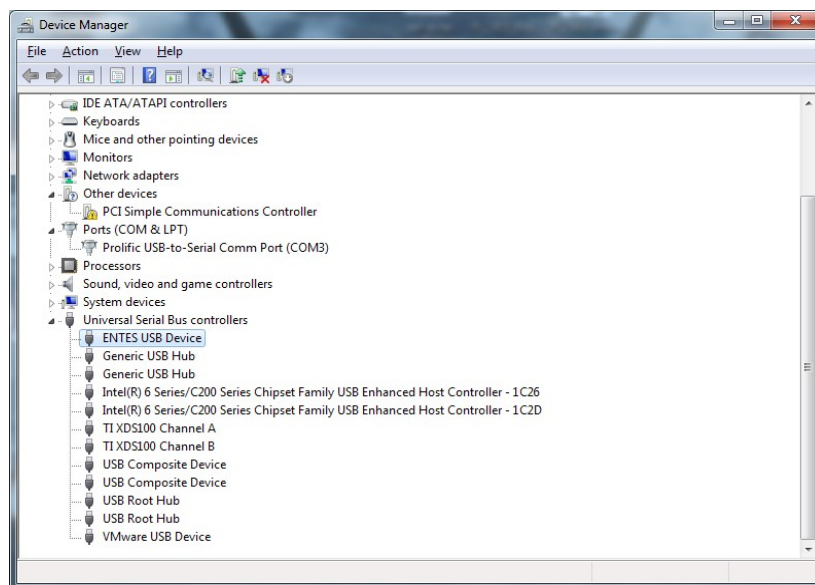 Device Manager
File Action View Help
IDE ATA/ATAPI controllers
Keyboards
Mice and other pointing devices
Monitors
Network adapters
Other devices
PCI Simple Communications Controller
Ports (COM & LPT)
Prolific USB-to-Serial Comm Port (COM3)
Processors
Sound, video and game controllers
System devices
Universal Serial Bus controllers
ENTES USB Device
Generic USB Hub
Generic USB Hub
Intel(R) 6 Series/C200 Series Chipset Family USB Enhanced Host Controller - 1C26
Intel(R) 6 Series/C200 Series Chipset Family USB Enhanced Host Controller - 1C2D
TI XDS100 Channel A
TI XDS100 Channel B
USB Composite Device
USB Composite Device
USB Root Hub
USB Root Hub
VMware USB Device